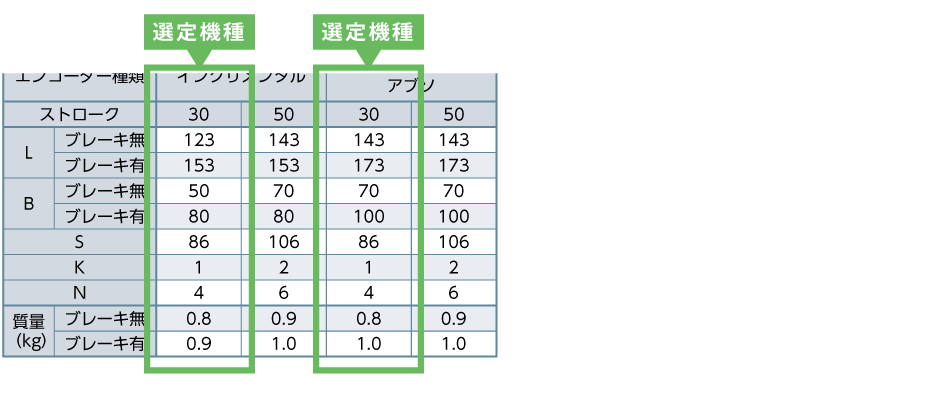 選定機種 選定機種
エンコーダー種類 インクリメンタル アブソ
ストローク 30 50 30 50
L ブレーキ無 123 143 143 143
ブレーキ有 153 153 173 173
B ブレーキ無 50 70 70 70
ブレーキ有 80 80 100 100
S 86 106 86 106
K 1 2 1 2
N 4 6 4 6
質量(kg) ブレーキ無 0.8 0.9 0.8 0.9
ブレーキ有 0.9 1.0 1.0 1.0